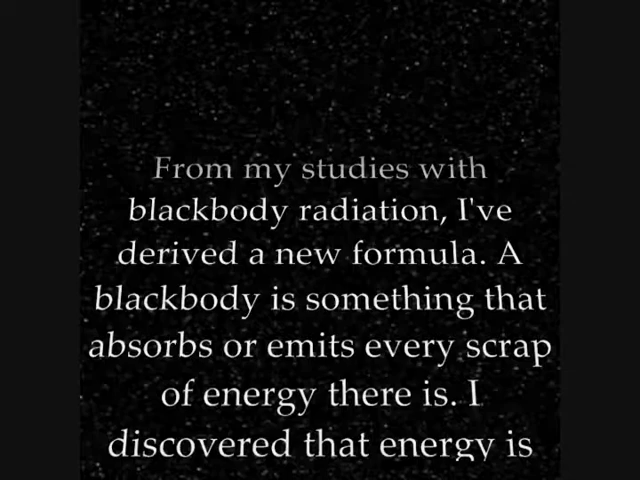 From my studies with
blackbody radiation, I've
derived a new formula. A
blackbody is something that
absorbs or emits every scrap
of energy there is. I
discovered that energy is